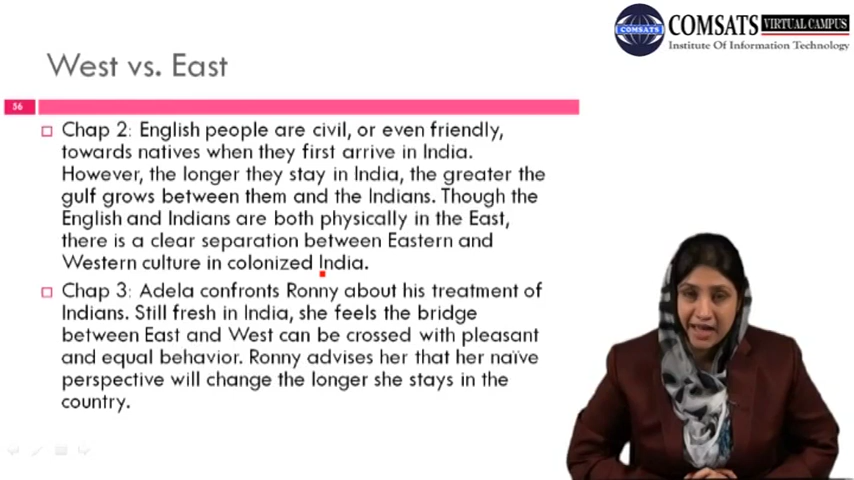 COMSATS VIRTUAL CAMPUS
COMSATS
Institute Of Information Technology
West vs. East
56
Chap 2: English people are civil, or even friendly,
towards natives when they first arrive in India.
However, the longer they stay in India, the greater the
gulf grows between them and the Indians. Though the
English and Indians are both physically in the East,
there is a clear separation between Eastern and
Western culture in colonized India.
Chap 3: Adela confronts Ronny about his treatment of
Indians. Still fresh in India, she feels the bridge
between East and West can be crossed with pleasant
and equal behavior. Ronny advises her that her naïve
perspective will change the longer she stays in the
country.